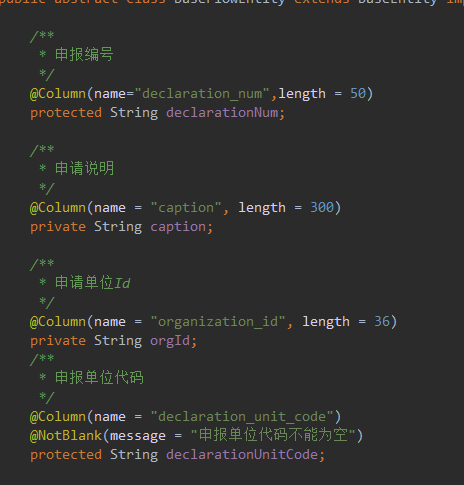 public abstract class BaseFlowEntity extends BaseEntity imp
/**
* 申报编号
*/
@Column(name="declaration_num",length = 50)
protected String declarationNum;
/**
* 申请说明
*/
@Column(name = "caption", length = 300)
private String caption;
/**
* 申请单位Id
*/
@Column(name = "organization_id", length = 36)
private String orgId;
/**
* 申报单位代码
*/
@Column(name = "declaration_unit_code")
@NotBlank(message = "申报单位代码不能为空")
protected String declarationUnitCode;